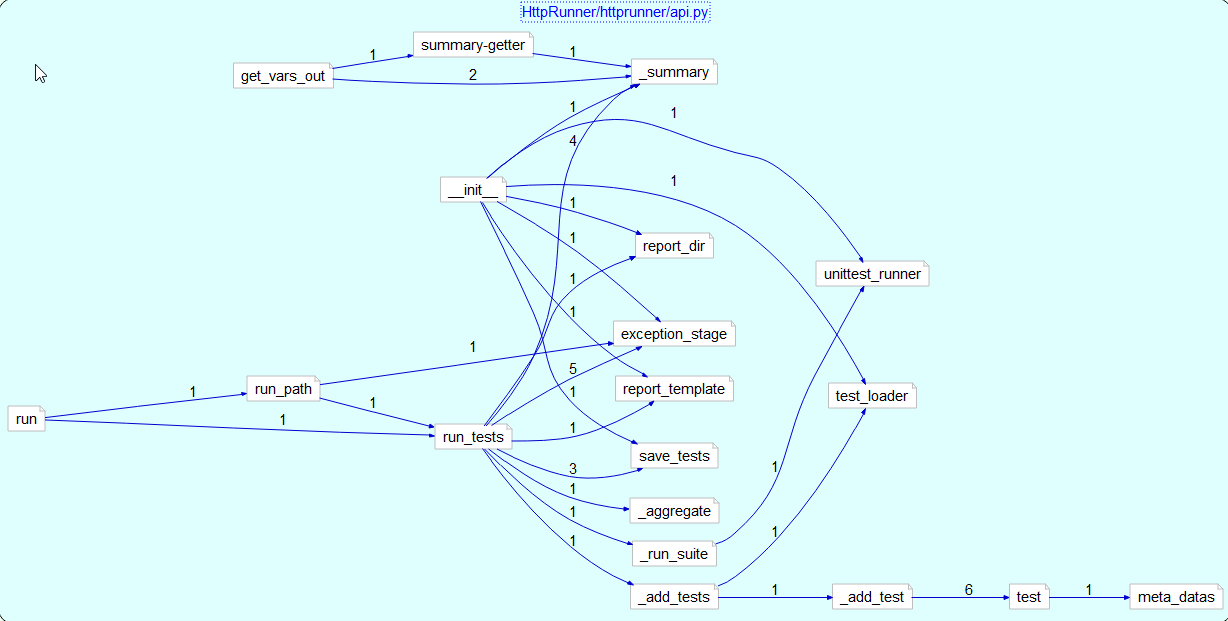 HttpRunner/httprunner/api.py
summary-getter
1
1
get_vars_out
2
_summary
1
1
4
__init__
1
1
report_dir
1
unittest_runner
1
1
exception_stage
1
5
run_path
1
report_template
1
test_loader
1
run
1
1
run_tests
save_tests
3
1
1
_aggregate
1
1
_run_suite
1
_add_tests
1
_add_test
6
test
1
meta_datas